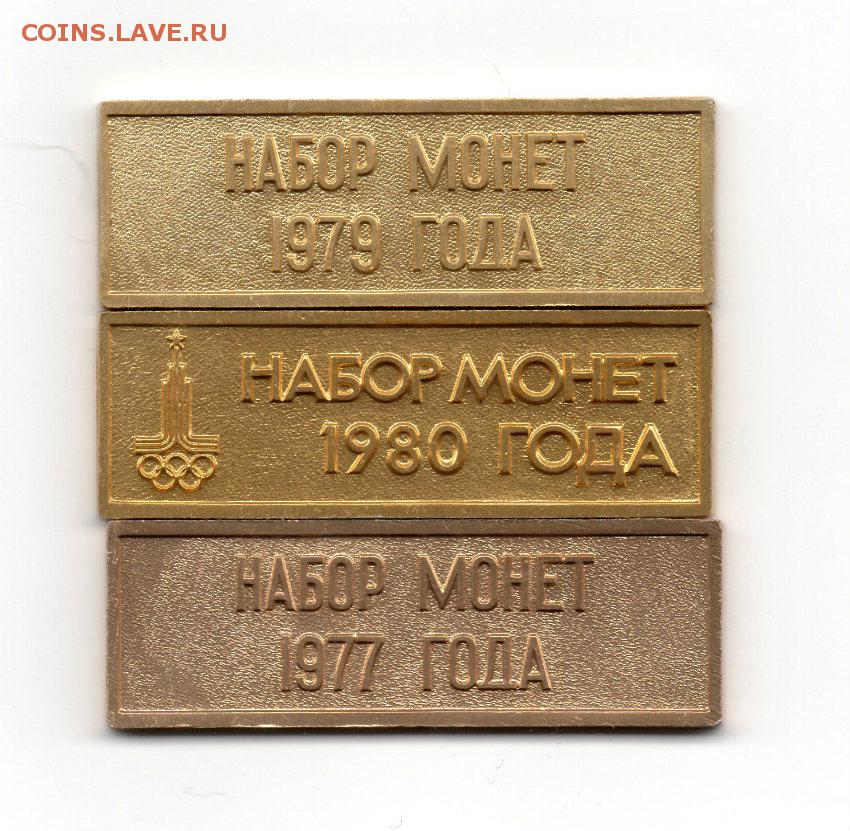 COINS.LAVE.RU
НАБОР МОНЕТ
1979 ГОДА
НАБОР МОНЕТ
1980 ГОДА
НАБОР МОНЕТ
1977 ГОДА